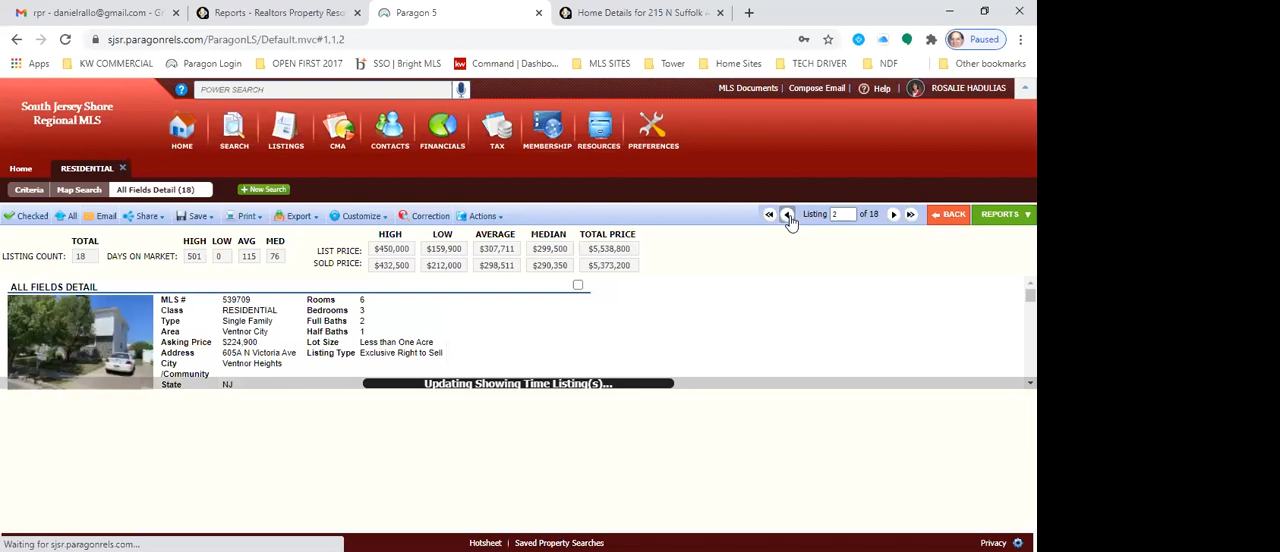 rpr - danielrallo@gmail.com - Gr
Reports - Realtors Property Reso
Paragon 5
Home Details for 215 N Suffolk A
sjsr.paragonrels.com/ParagonLS/Default.mvc#1,1,2
Paused
Apps
KW COMMERCIAL
Paragon Login
OPEN FIRST 2017
SSO | Bright MLS
kw
Command | Dashbo...
MLS SITES
Tower
Home Sites
TECH DRIVER
NDF
Other bookmarks
POWER SEARCH
MLS Documents
Compose Email
Help
ROSALIE HADULIAS
South Jersey Shore
Regional MLS
HOME
SEARCH
LISTINGS
CMA
CONTACTS
FINANCIALS
TAX
MEMBERSHIP
RESOURCES
PREFERENCES
Home
RESIDENTIAL
Criteria
Map Search
All Fields Detail (18)
+ New Search
Checked
All
Email
Share
Save
Print
Export
Customize
Correction
Actions
Listing 2 of 18
BACK
REPORTS
TOTAL HIGH LOW AVG MED
LISTING COUNT: 18 DAYS ON MARKET: 501 0 115 76
HIGH LOW AVERAGE MEDIAN TOTAL PRICE
LIST PRICE: $450,000 $159,900 $307,711 $299,500 $5,538,800
SOLD PRICE: $432,500 $212,000 $298,511 $290,350 $5,373,200
ALL FIELDS DETAIL
MLS # 539709 Rooms 6
Class RESIDENTIAL Bedrooms 3
Type Single Family Full Baths 2
Area Ventnor City Half Baths 1
Asking Price $224,900 Lot Size Less than One Acre
Address 605A N Victoria Ave Listing Type Exclusive Right to Sell
City Ventnor Heights
/Community
State NJ
Updating Showing Time Listing(s)...
Waiting for sjsr.paragonrels.com...
Hotsheet
Saved Property Searches
Privacy